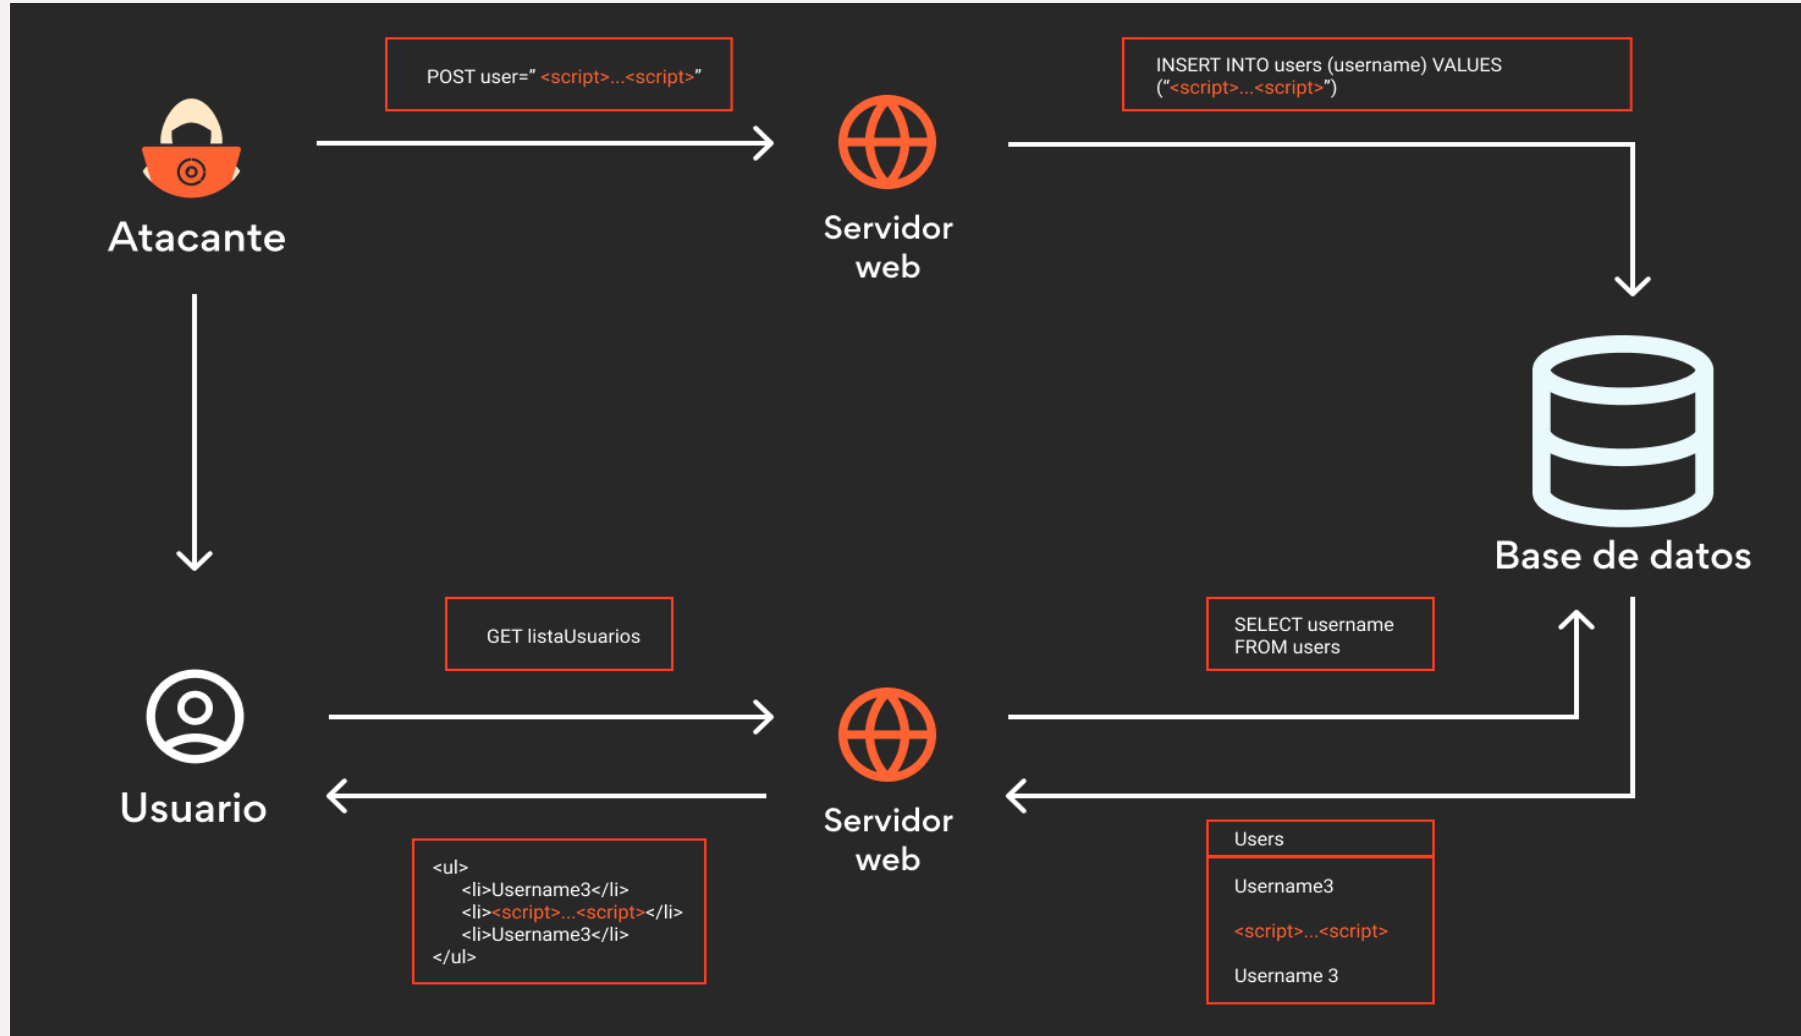 POST user=” <script>...<script>”
INSERT INTO users (username) VALUES
(“<script>...<script>”)
Atacante
Servidor
web
Base de datos
GET listaUsuarios
SELECT username
FROM users
Usuario
Servidor
web
<ul>
<li>Username3</li>
<li><script>...<script></li>
<li>Username3</li>
</ul>
Users
Username3
<script>...<script>
Username 3